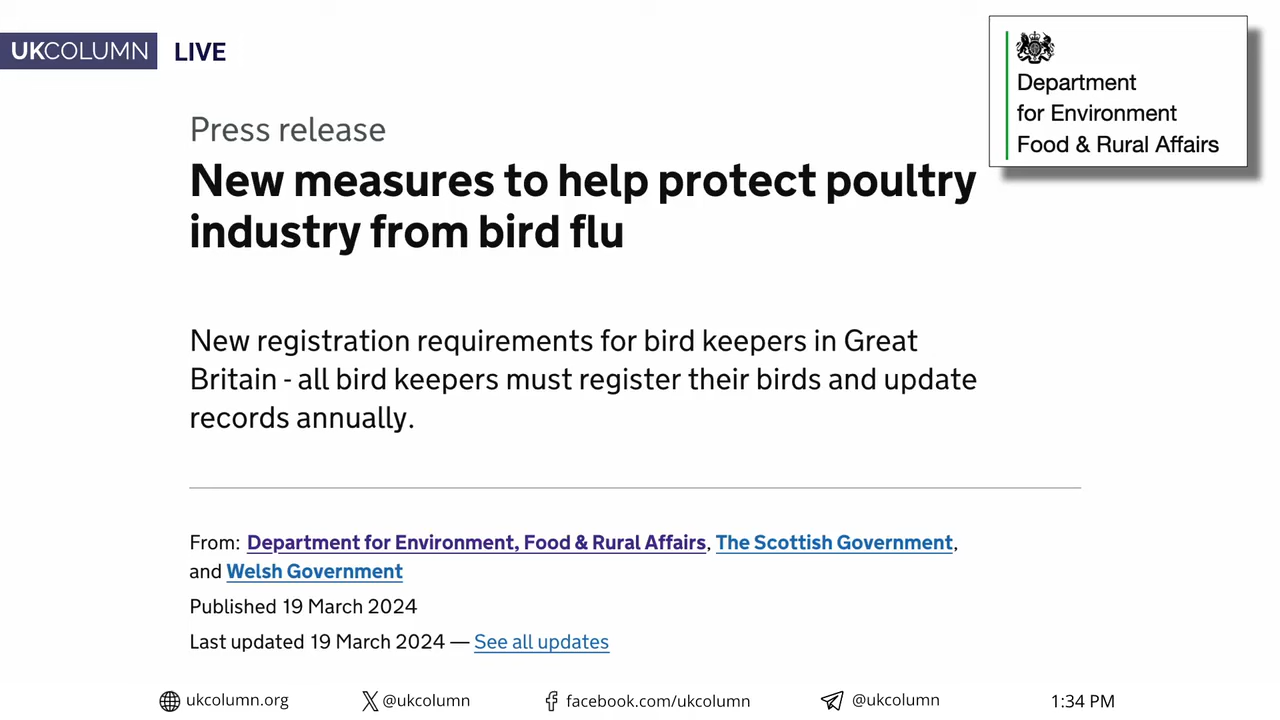 UKCOLUMN LIVE
Department
for Environment
Food & Rural Affairs
Press release
New measures to help protect poultry
industry from bird flu
New registration requirements for bird keepers in Great
Britain - all bird keepers must register their birds and update
records annually.
From: Department for Environment, Food & Rural Affairs, The Scottish Government,
and Welsh Government
Published 19 March 2024
Last updated 19 March 2024 — See all updates
ukcolumn.org @ukcolumn facebook.com/ukcolumn @ukcolumn 1:34 PM